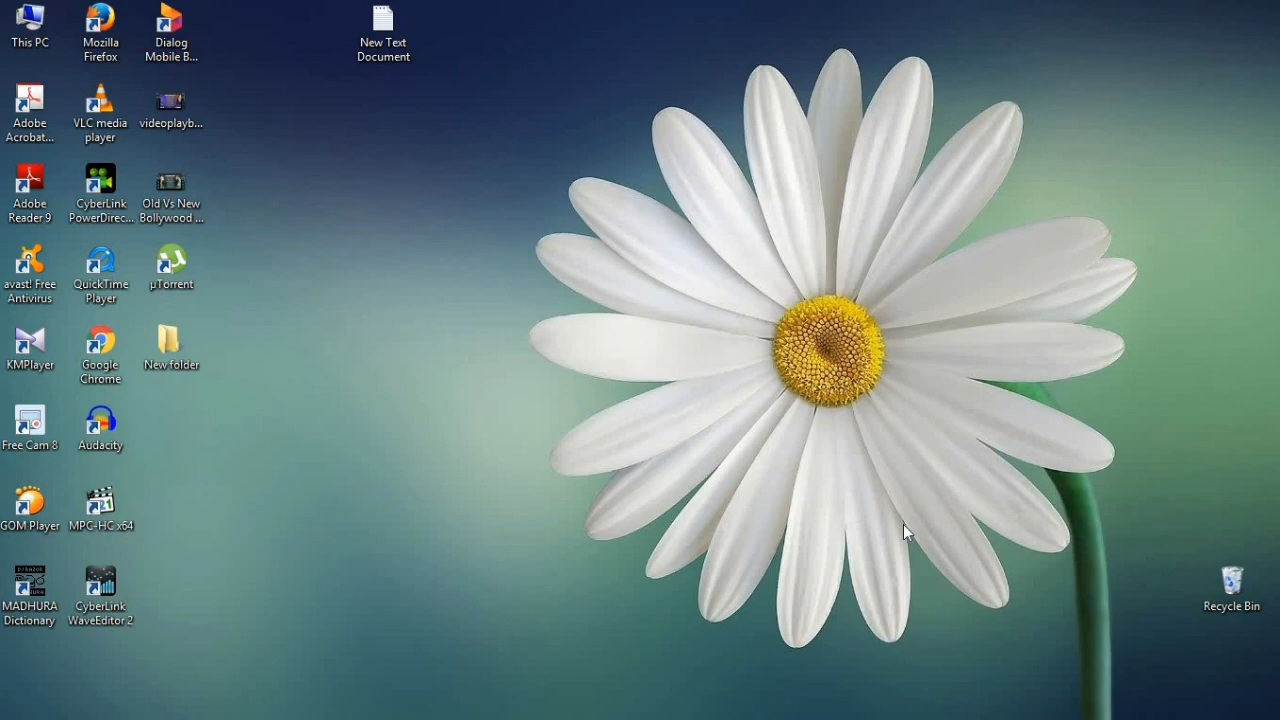 This PC
Mozilla
Firefox
Dialog
Mobile B...
New Text
Document
Adobe
Acrobat...
VLC media
player
videoplayb...
Adobe
Reader 9
CyberLink
PowerDirec...
Old Vs New
Bollywood ...
avast! Free
Antivirus
QuickTime
Player
µTorrent
KMPlayer
Google
Chrome
New folder
Free Cam 8
Audacity
GOM Player
MPC-HC x64
MADHURA
Dictionary
CyberLink
WaveEditor 2
Recycle Bin